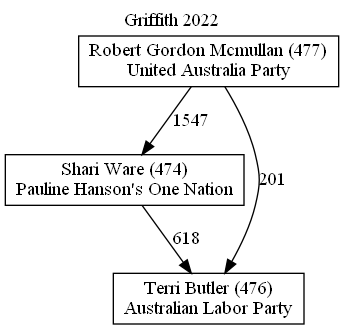 Griffith 2022
Robert Gordon Mcmullan (477)
United Australia Party
1547
Shari Ware (474)
Pauline Hanson's One Nation
201
618
Terri Butler (476)
Australian Labor Party